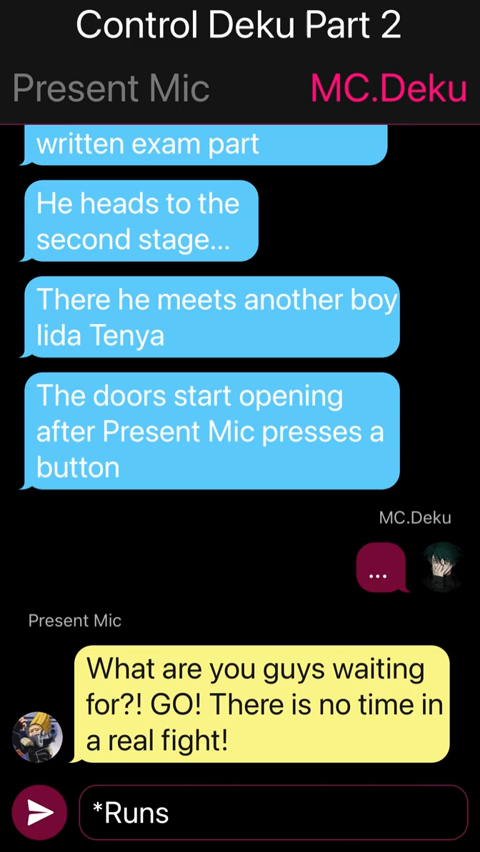 Control Deku Part 2
Present Mic MC.Deku
written exam part
He heads to the
second stage...
There he meets another boy
Iida Tenya
The doors start opening
after Present Mic presses a
button
MC.Deku
...
Present Mic
What are you guys waiting
for?! GO! There is no time in
a real fight!
*Runs